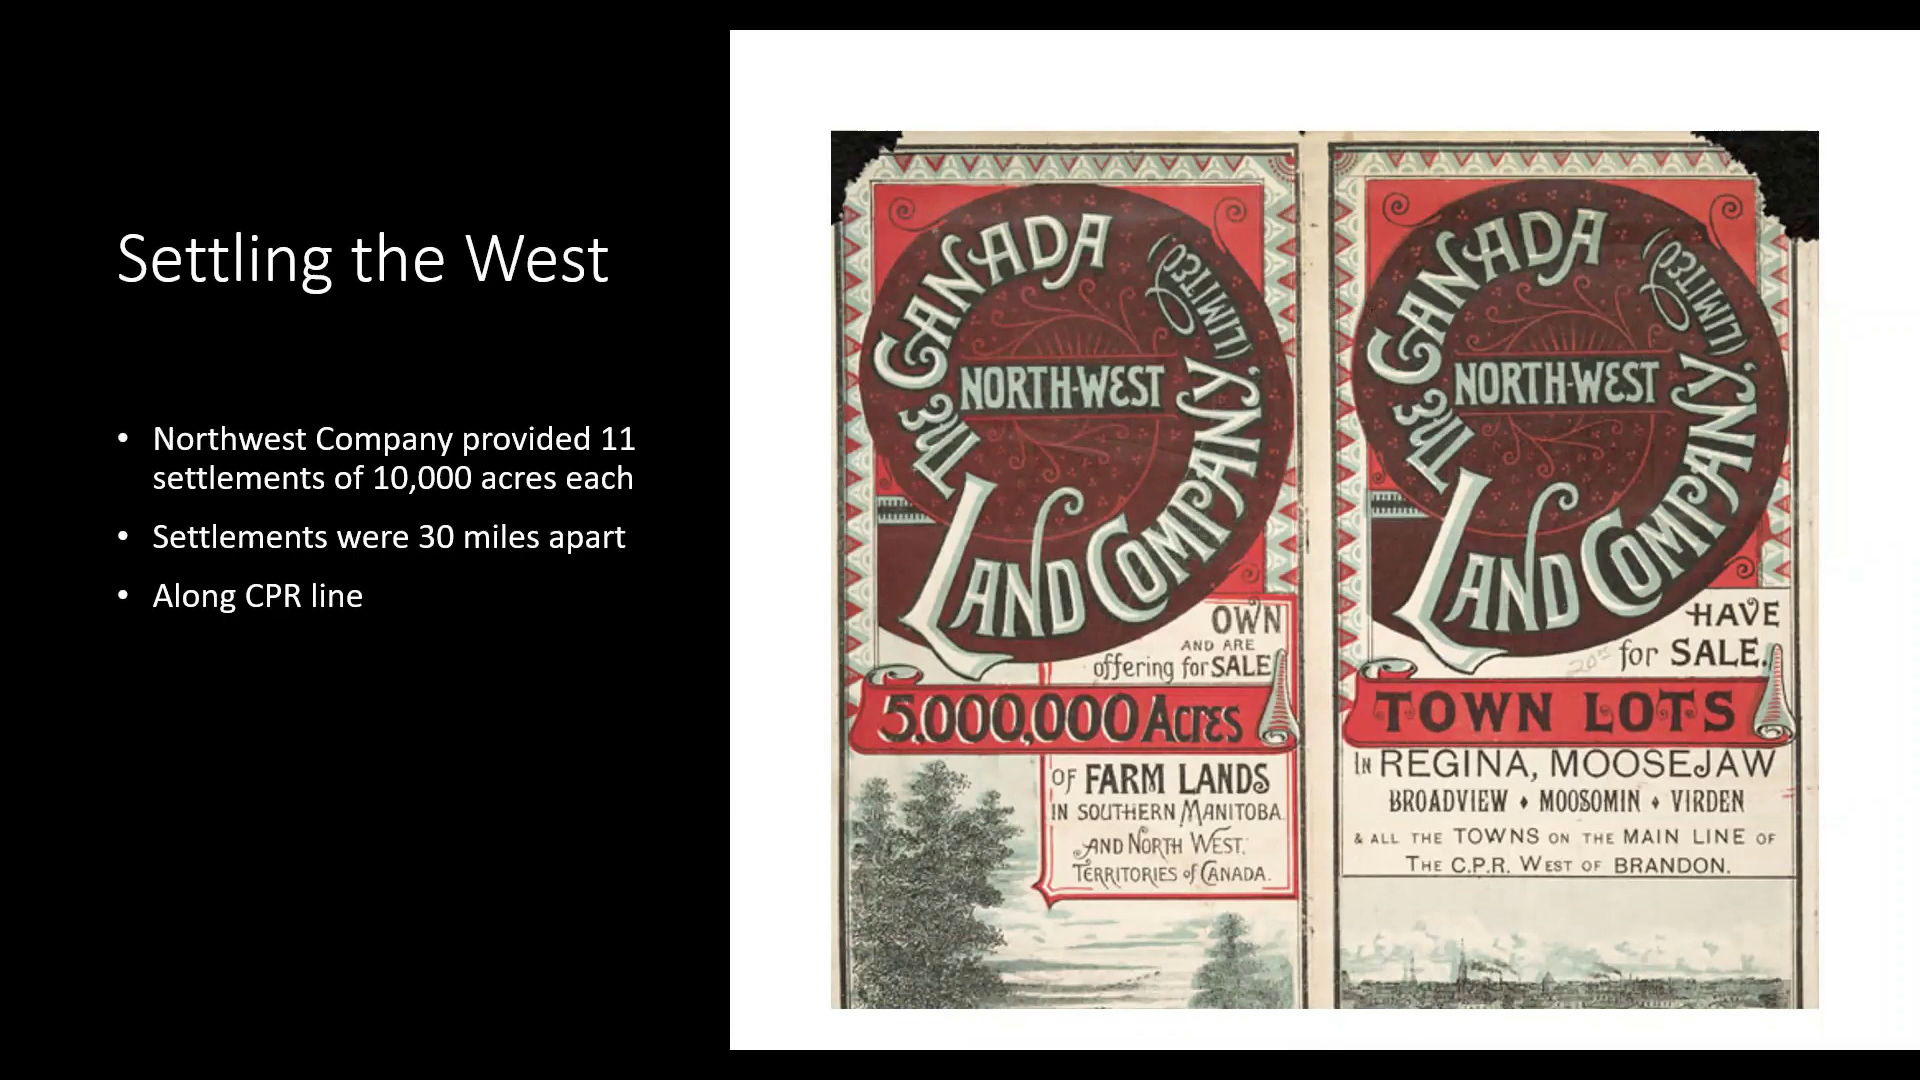 Settling the West
• Northwest Company provided 11
settlements of 10,000 acres each
• Settlements were 30 miles apart
• Along CPR line
THE CANADA
NORTH-WEST
LAND COMPANY,
(LIMITED)
OWN
AND ARE
offering for SALE
5,000,000 ACRES
OF FARM LANDS
IN SOUTHERN MANITOBA
AND NORTH WEST.
TERRITORIES of CANADA.
THE CANADA
NORTH-WEST
LAND COMPANY,
(LIMITED)
HAVE
for SALE.
TOWN LOTS
IN REGINA, MOOSEJAW
BROADVIEW ♦ MOOSOMIN ♦ VIRDEN
& ALL THE TOWNS ON THE MAIN LINE OF
THE C.P.R. WEST OF BRANDON.